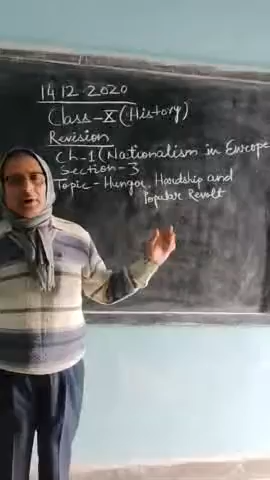 14.12.2020
Class-X (History)
Revision
Ch-1 (Nationalism in Europe
Section-3
Topic - Hunger, Hardship and
Popular Revolt